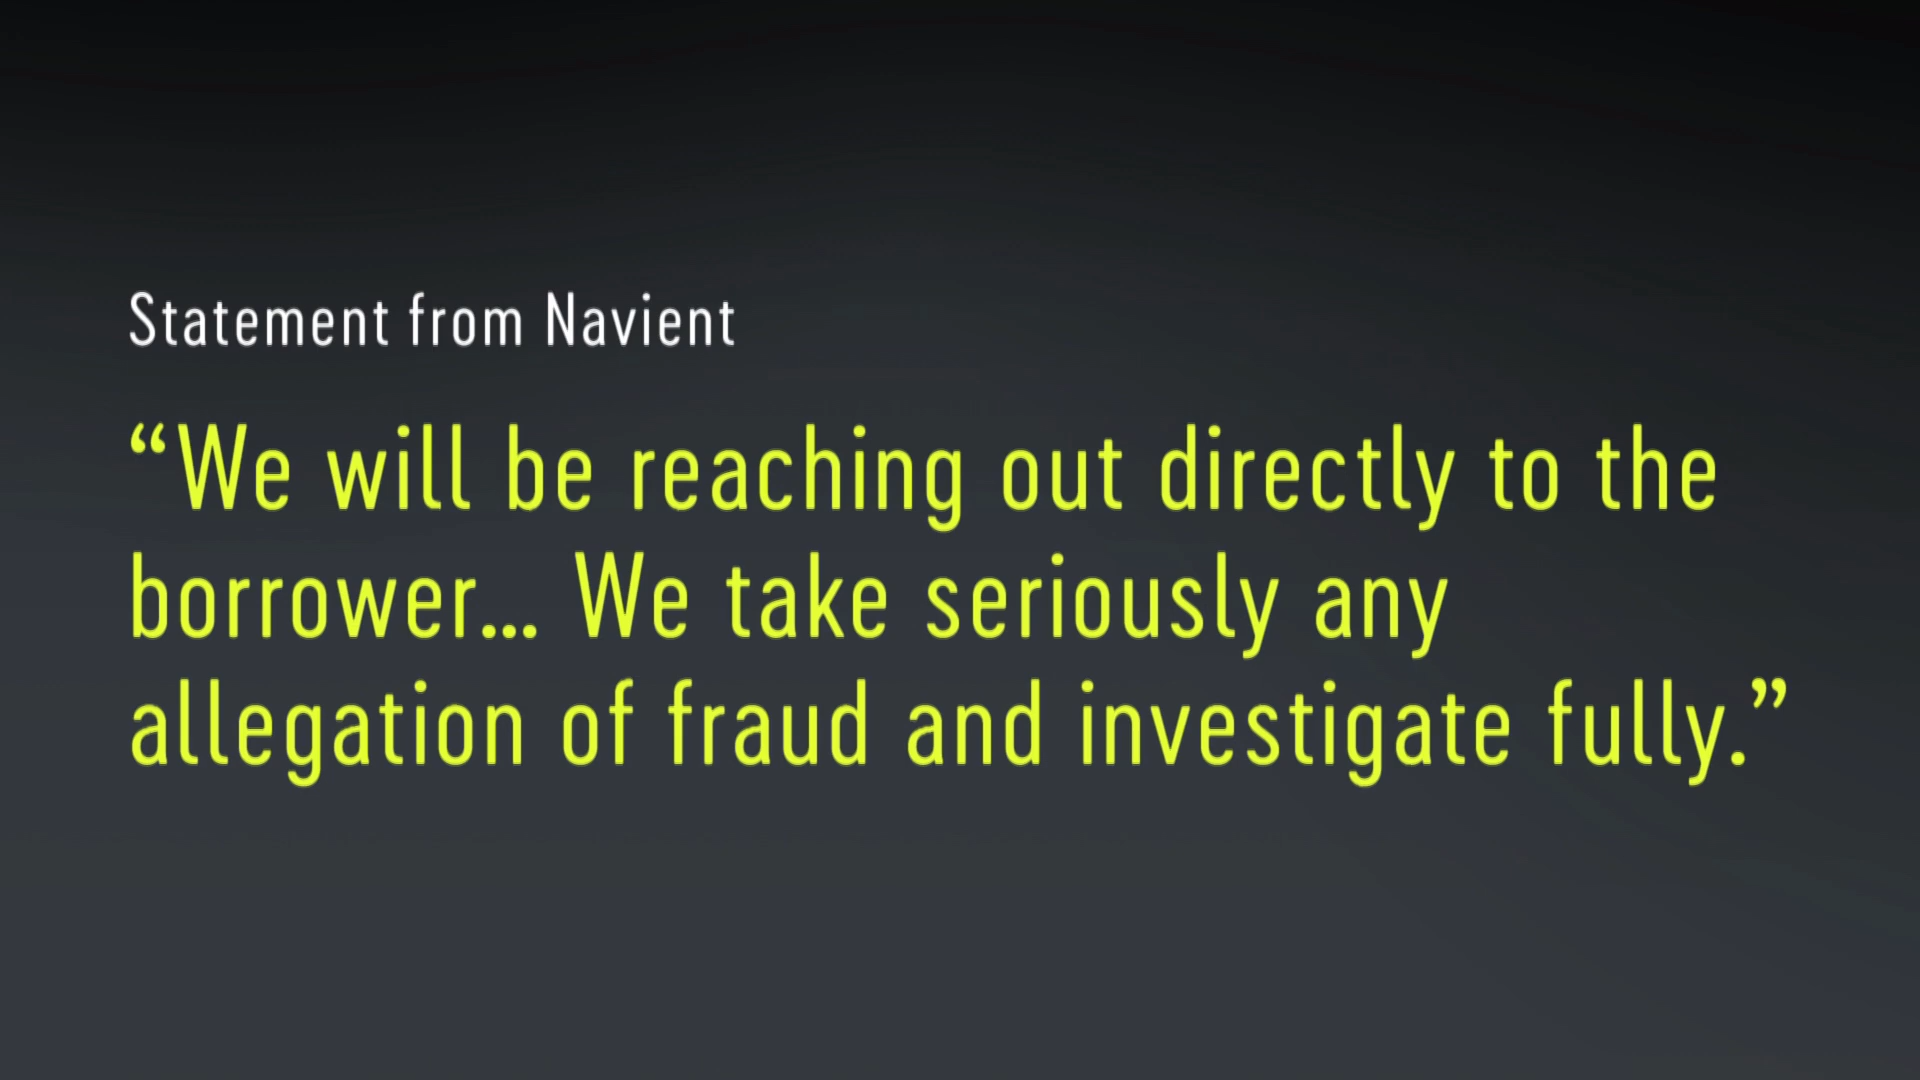 Statement from Navient
“We will be reaching out directly to the
borrower... We take seriously any
allegation of fraud and investigate fully.”